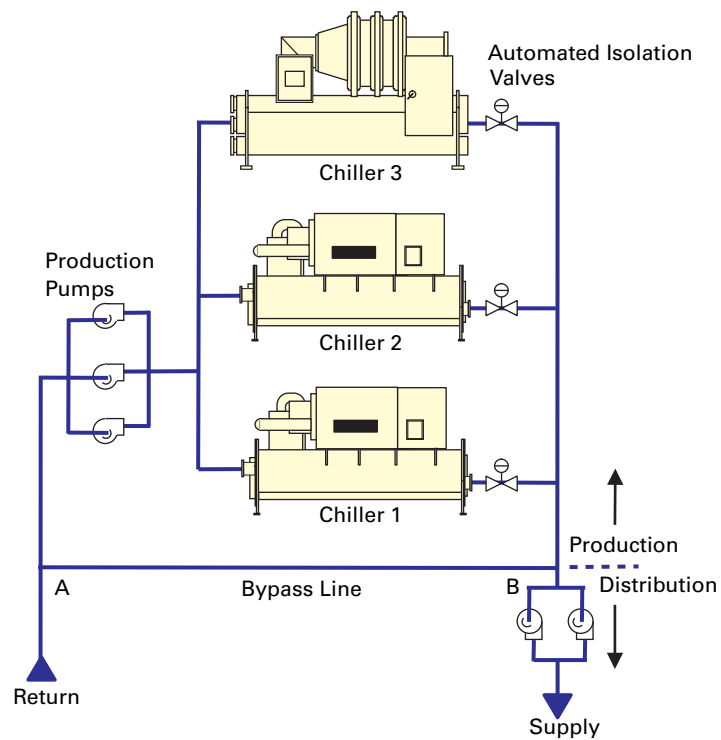 Automated Isolation
Valves
Chiller 3
Production
Pumps
Chiller 2
Chiller 1
Production
A
Bypass Line
B
Distribution
Return
Supply